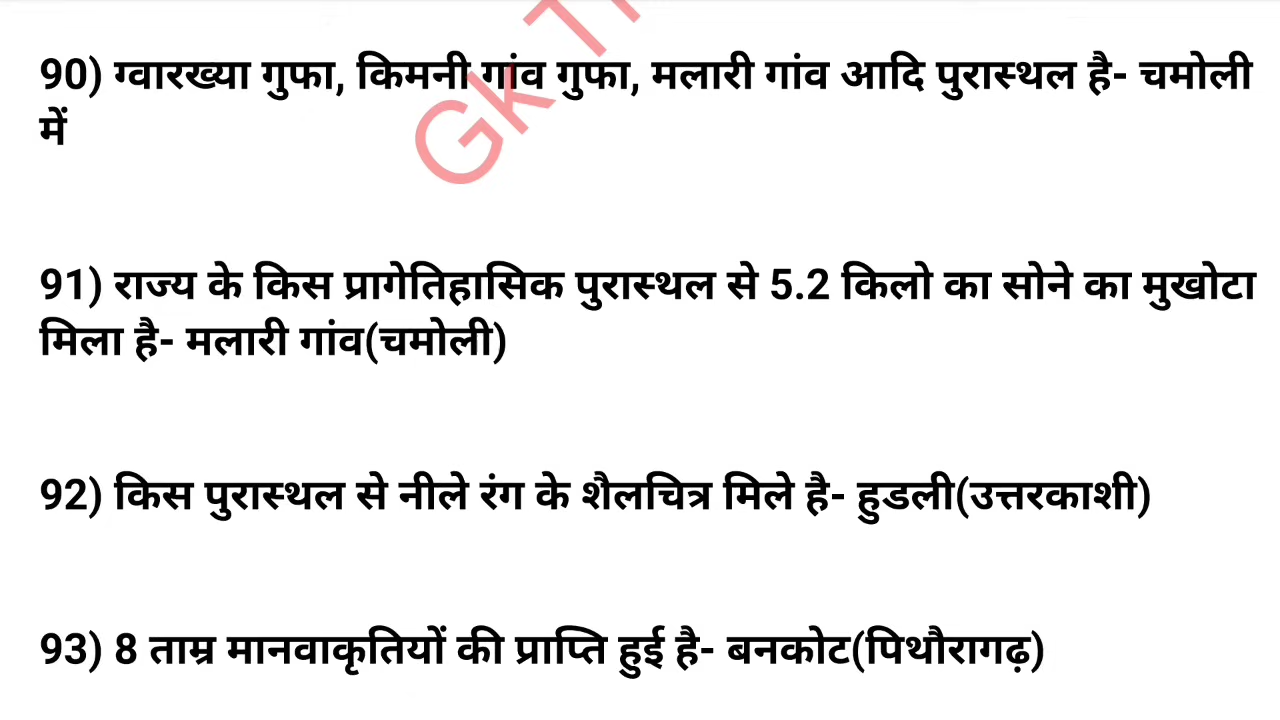 90) ग्वारख्या गुफा, किमनी गांव गुफा, मलारी गांव आदि पुरास्थल है- चमोली
में
91) राज्य के किस प्रागेतिहासिक पुरास्थल से 5.2 किलो का सोने का मुखोटा
मिला है- मलारी गांव(चमोली)
92) किस पुरास्थल से नीले रंग के शैलचित्र मिले है- हुडली(उत्तरकाशी)
93) 8 ताम्र मानवाकृतियों की प्राप्ति हुई है- बनकोट(पिथौरागढ़)
Gk